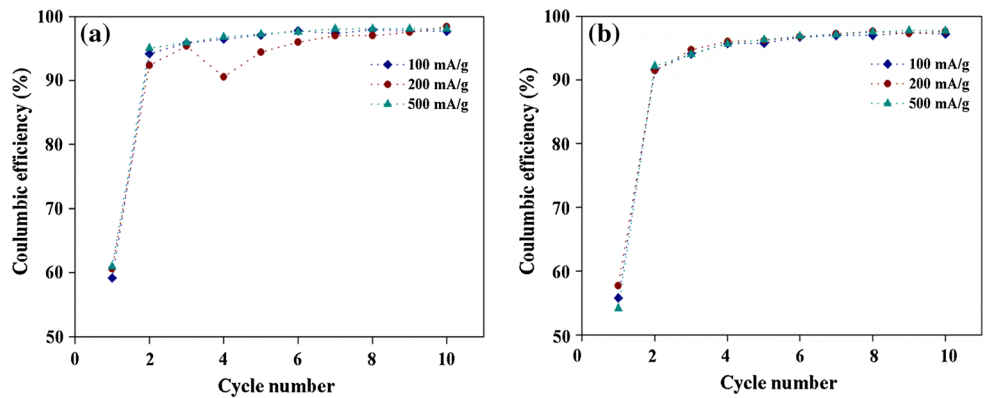 (a)
100 mA/g
200 mA/g
500 mA/g
Coulumbic efficiency (%)
100
90
80
70
60
50
0 2 4 6 8 10
Cycle number
(b)
100 mA/g
200 mA/g
500 mA/g
Coulumbic efficiency (%)
100
90
80
70
60
50
0 2 4 6 8 10
Cycle number